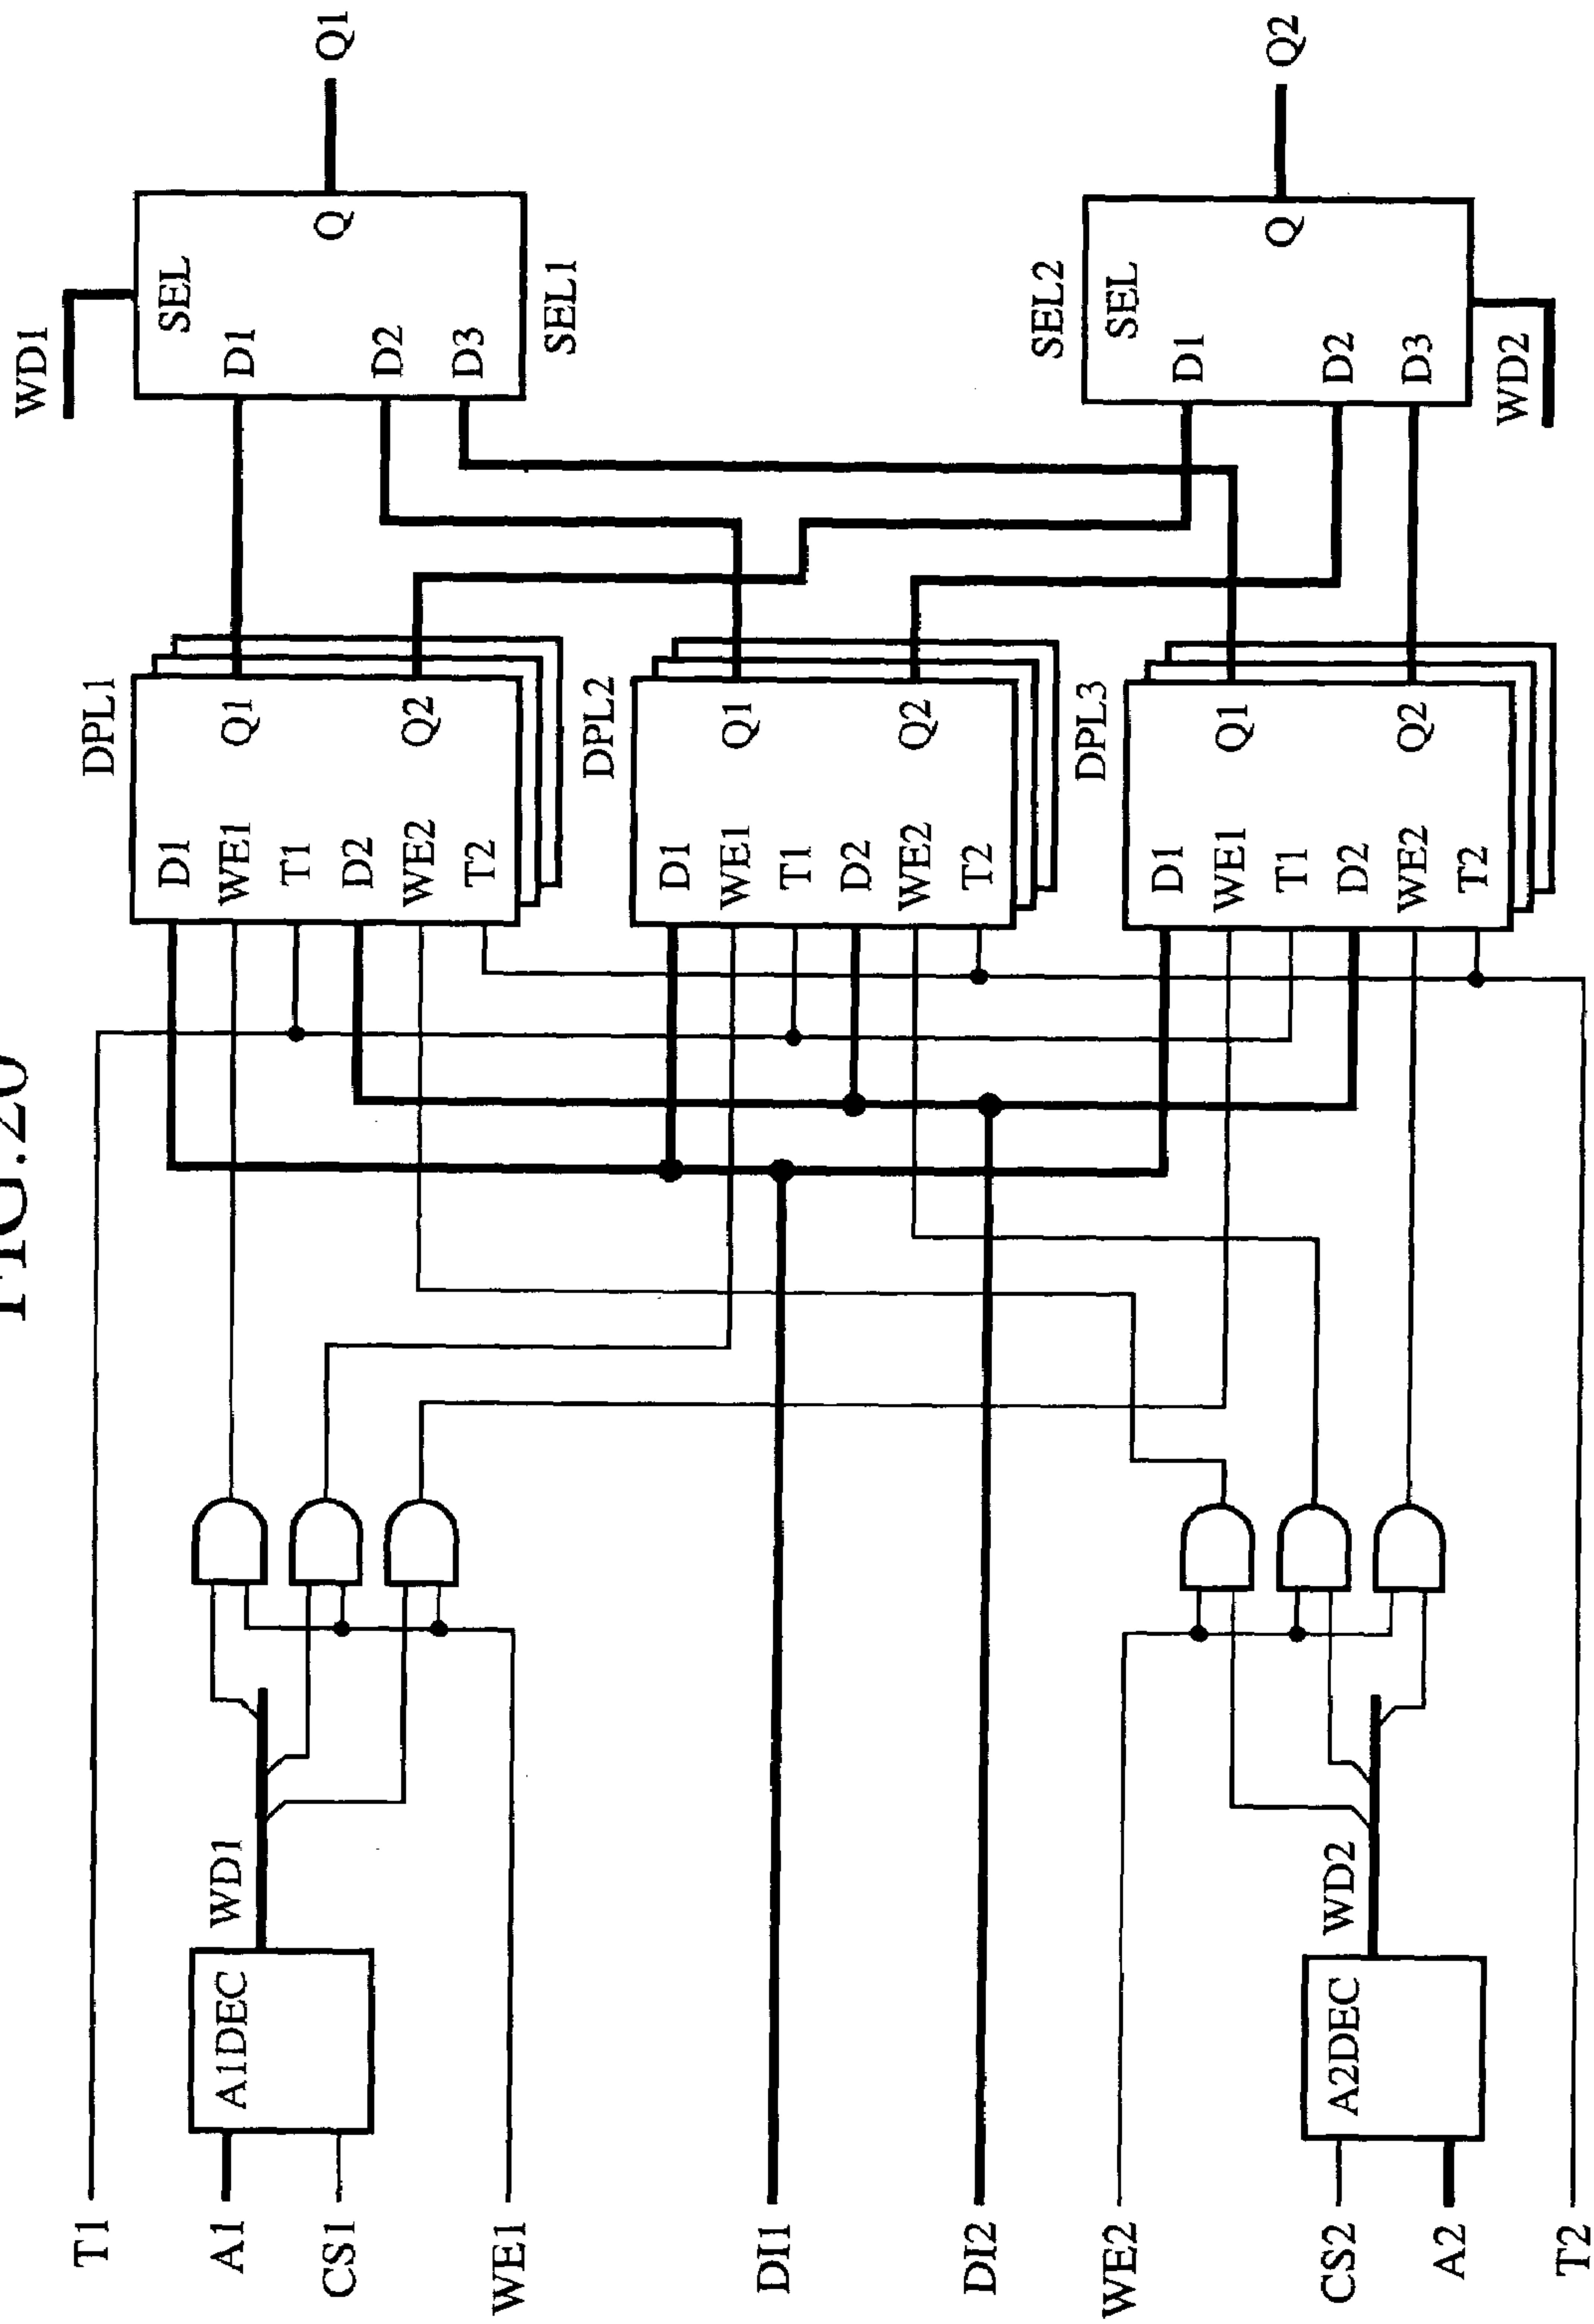 FIG.20
T1
A1
CS1
WE1
DI1
DI2
WE2
CS2
A2
T2
A1DEC
WD1
A2DEC
WD2
DPL1
D1
WE1
T1
D2
WE2
T2
Q1
Q2
DPL2
D1
WE1
T1
D2
WE2
T2
Q1
Q2
DPL3
D1
WE1
T1
D2
WE2
T2
Q1
Q2
WD1
SEL
D1
D2
D3
Q
SEL1
Q1
SEL2
SEL
D1
D2
D3
Q
WD2
Q2